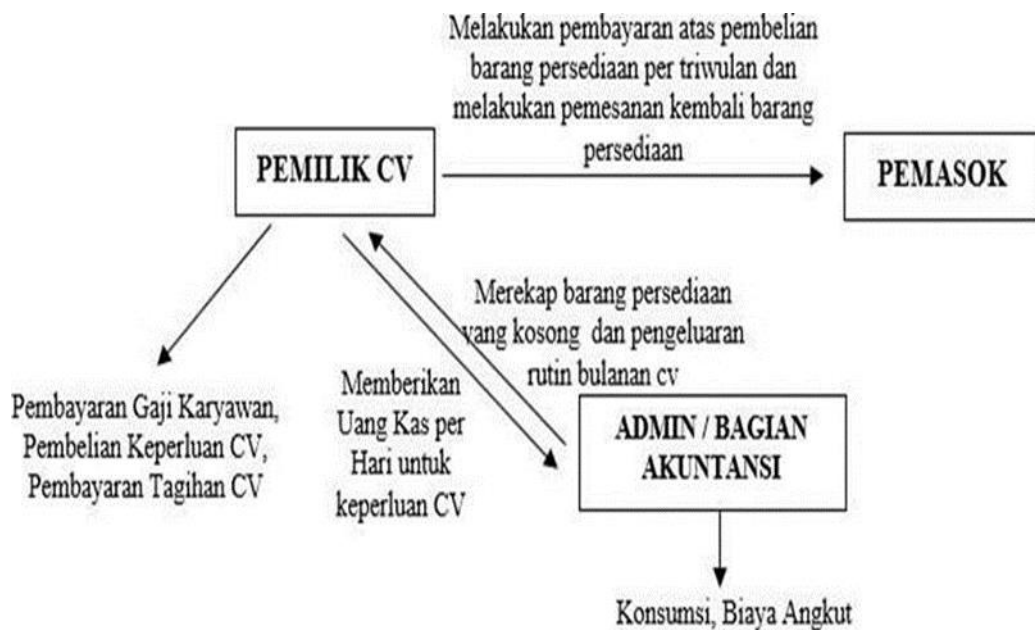 Melakukan pembayaran atas pembelian
barang persediaan per triwulan dan
melakukan pemesanan kembali barang
persediaan
PEMILIK CV
PEMASOK
Merekap barang persediaan
yang kosong dan pengeluaran
rutin bulanan cv
Memberikan
Uang Kas per
Hari untuk
keperluan CV
Pembayaran Gaji Karyawan,
Pembelian Keperluan CV,
Pembayaran Tagihan CV
ADMIN / BAGIAN
AKUNTANSI
Konsumsi, Biaya Angkut